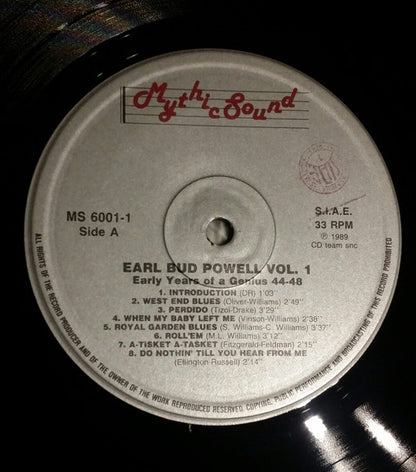 Mythic Sound
MS 6001-1
Side A
S.I.A.E.
33 RPM
℗ 1989
CD team snc
EARL BUD POWELL VOL. 1
Early Years of a Genius 44-48
1. INTRODUCTION (DR) 1'03"
2. WEST END BLUES (Oliver-Williams) 2'49"
3. PERDIDO (Tizol-Drake) 3'29"
4. WHEN MY BABY LEFT ME (Vinson-Williams) 3'36"
5. ROYAL GARDEN BLUES (S. Williams-C. Williams) 3'37"
6. ROLL'EM (M.L. Williams) 3'12"
7. A-TISKET A-TASKET (Fitzgerald-Feldman) 2'15"
8. DO NOTHIN' TILL YOU HEAR FROM ME
(Ellington Russell) 3'14"
ALL RIGHTS OF THE RECORD PRODUCER AND OF THE OWNER OF THE WORK REPRODUCED RESERVED. COPYING, PUBLIC PERFORMANCE AND BROADCASTING OF THIS RECORD PROHIBITED